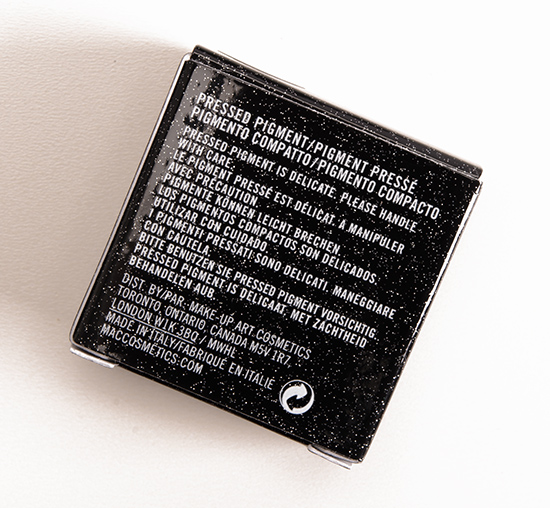 PRESSED PIGMENT/PIGMENT PRESSÉ
PIGMENTO COMPATTO/PIGMENTO COMPACTO
PRESSED PIGMENT IS DELICATE, PLEASE HANDLE
WITH CARE.
LE PIGMENT PRESSÉ EST DÉLICAT, À MANIPULER
AVEC PRÉCAUTION.
PIGMENTE KÖNNEN LEICHT BRECHEN.
LOS PIGMENTOS COMPACTOS SON DELICADOS.
UTILIZAR CON CUIDADO.
I PIGMENTI PRESSATI SONO DELICATI, MANEGGIARE
CON CAUTELA.
BITTE BENUTZEN SIE PRESSED PIGMENT VORSICHTIG.
PRESSED PIGMENT IS DELICAAT, MET ZACHTHEID
BEHANDELEN AUB.
DIST. BY/PAR. MAKE-UP ART COSMETICS
TORONTO, ONTARIO, CANADA M5V 1R7
LONDON W1K 3BQ / MWHL
MADE IN ITALY/FABRIQUÉ EN ITALIE
MACCOSMETICS.COM